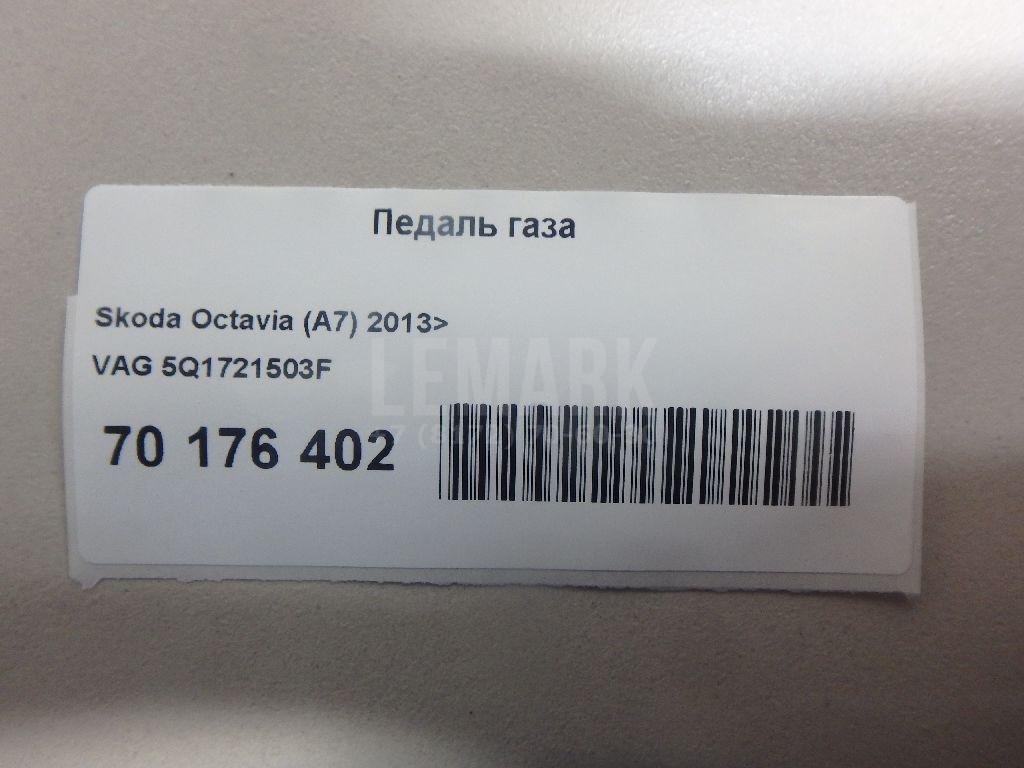 Педаль газа
Skoda Octavia (A7) 2013>
VAG 5Q1721503F
LEMARK
70 176 402